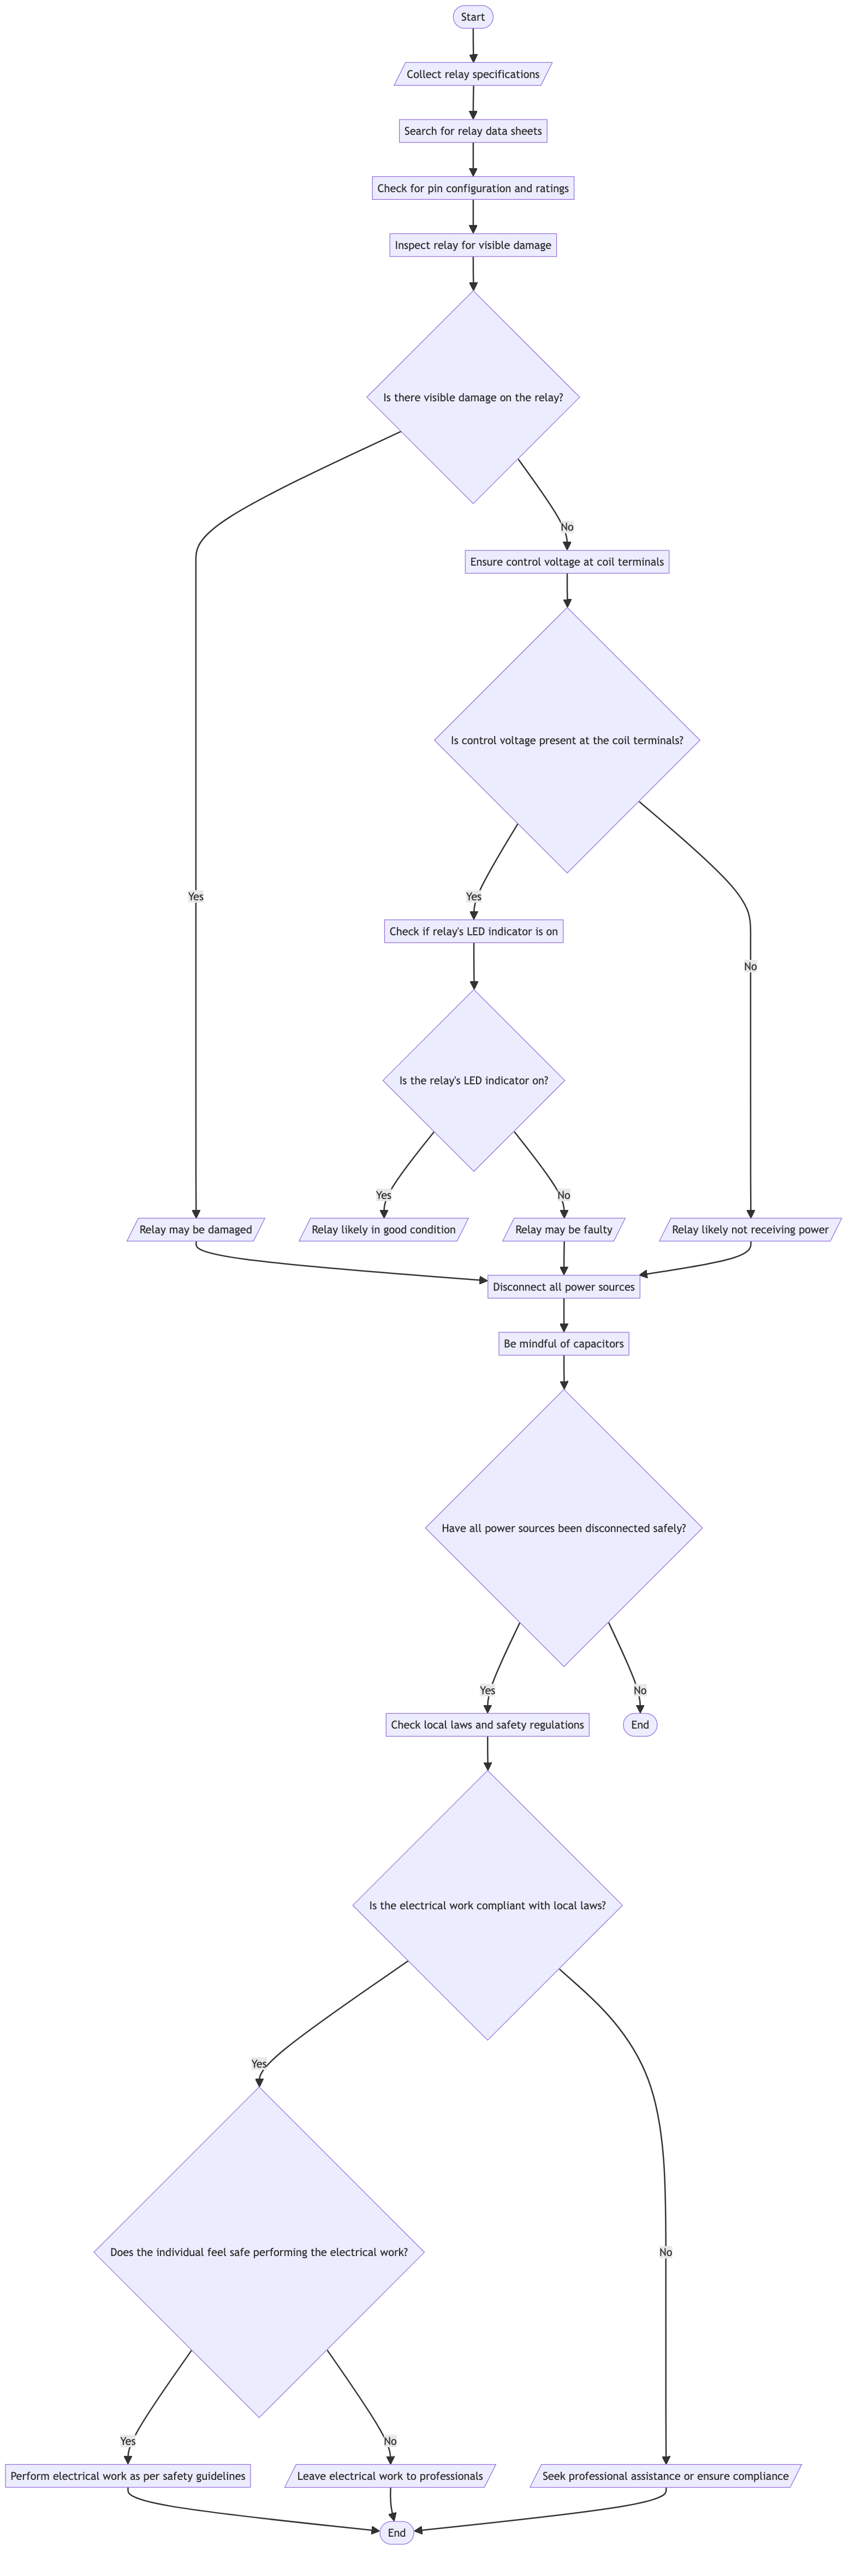 Start
Collect relay specifications
Search for relay data sheets
Check for pin configuration and ratings
Inspect relay for visible damage
Is there visible damage on the relay?
No
Ensure control voltage at coil terminals
Is control voltage present at the coil terminals?
Yes
Yes
Check if relay's LED indicator is on
No
Is the relay's LED indicator on?
Yes
No
Relay may be damaged
Relay likely in good condition
Relay may be faulty
Relay likely not receiving power
Disconnect all power sources
Be mindful of capacitors
Have all power sources been disconnected safely?
Yes
No
Check local laws and safety regulations
End
Is the electrical work compliant with local laws?
Yes
Does the individual feel safe performing the electrical work?
No
Yes
No
Perform electrical work as per safety guidelines
Leave electrical work to professionals
Seek professional assistance or ensure compliance
End